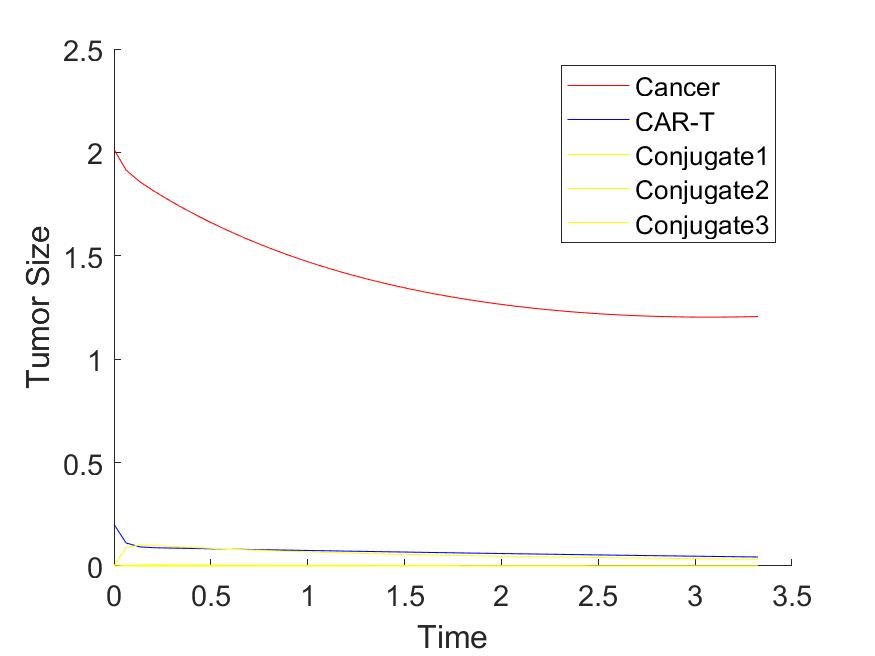 2.5
2
1.5
1
0.5
0
Tumor Size
Cancer
CAR-T
Conjugate1
Conjugate2
Conjugate3
0 0.5 1 1.5 2 2.5 3 3.5
Time